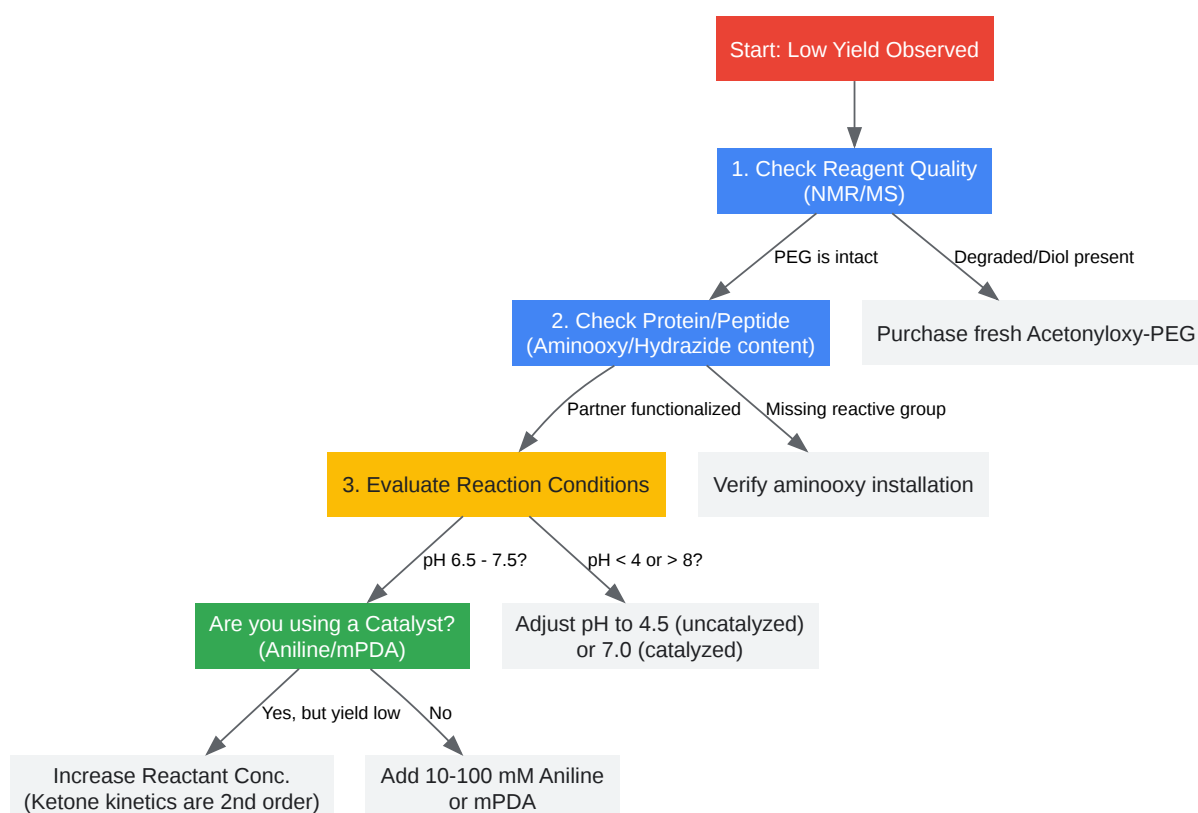 Start: Low Yield Observed
1. Check Reagent Quality
(NMR/MS)
PEG is intact
Degraded/Diol present
2. Check Protein/Peptide
(Aminooxy/Hydrazide content)
Purchase fresh Acetonyloxy-PEG
Partner functionalized
Missing reactive group
3. Evaluate Reaction Conditions
Verify aminooxy installation
pH 6.5 - 7.5?
pH < 4 or > 8?
Are you using a Catalyst?
(Aniline/mPDA)
Adjust pH to 4.5 (uncatalyzed)
or 7.0 (catalyzed)
Yes, but yield low
No
Increase Reactant Conc.
(Ketone kinetics are 2nd order)
Add 10-100 mM Aniline
or mPDA